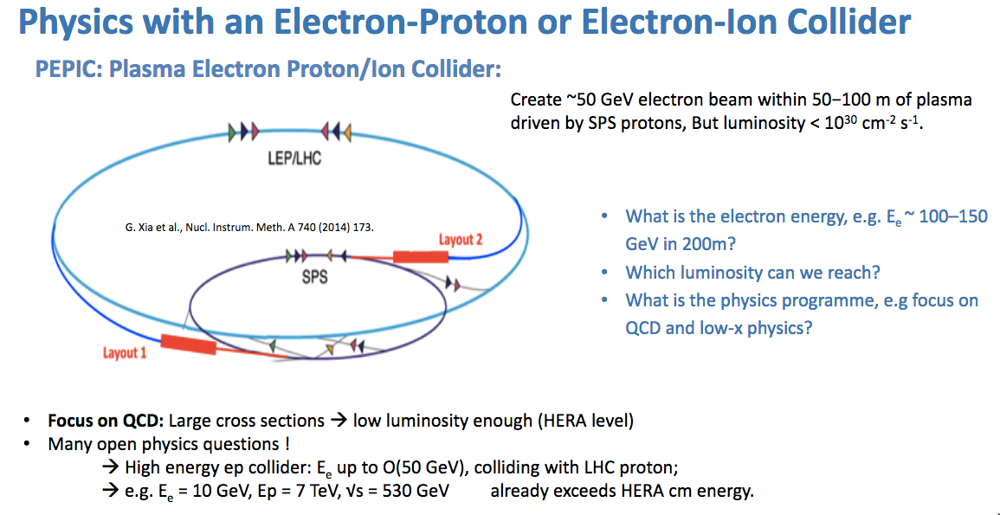 Physics with an Electron-Proton or Electron-Ion Collider
PEPIC: Plasma Electron Proton/Ion Collider:
Create ~50 GeV electron beam within 50–100 m of plasma
driven by SPS protons, But luminosity < 10³⁰ cm⁻² s⁻¹.
LEP/LHC
G. Xia et al., Nucl. Instrum. Meth. A 740 (2014) 173.
Layout 2
SPS
Layout 1
• What is the electron energy, e.g. Eₑ ~ 100–150
GeV in 200m?
• Which luminosity can we reach?
• What is the physics programme, e.g focus on
QCD and low-x physics?
• Focus on QCD: Large cross sections → low luminosity enough (HERA level)
• Many open physics questions !
→ High energy ep collider: Eₑ up to O(50 GeV), colliding with LHC proton;
→ e.g. Eₑ = 10 GeV, Ep = 7 TeV, √s = 530 GeV already exceeds HERA cm energy.